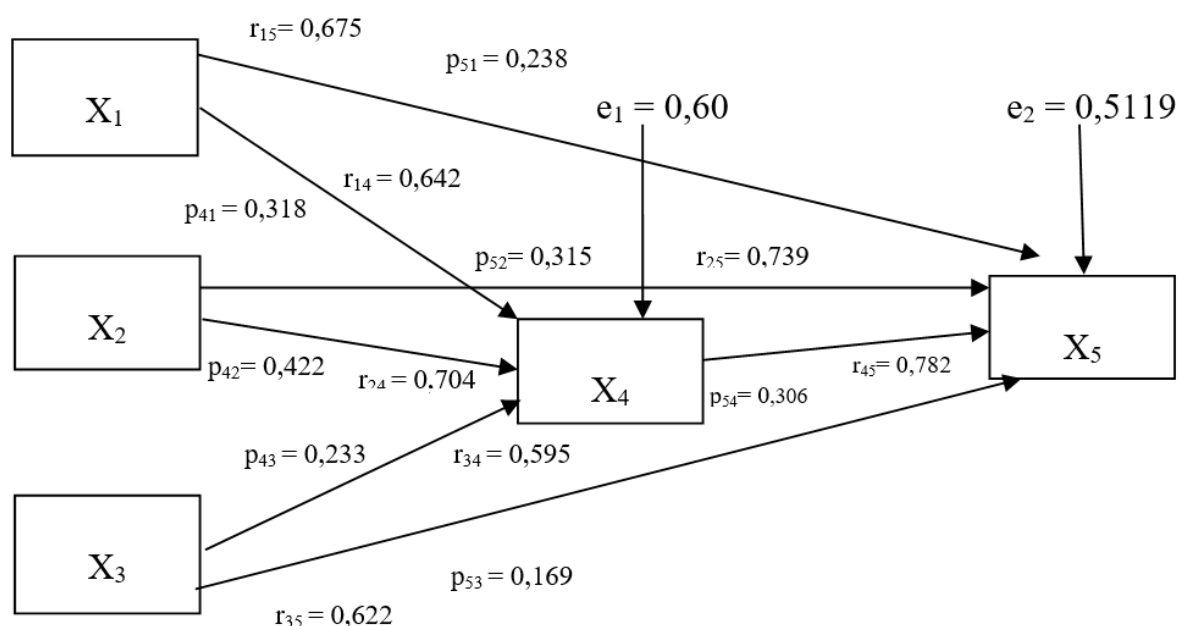 r₁₅= 0,675
p₅₁ = 0,238
X₁
e₁ = 0,60
e₂ = 0,5119
r₁₄ = 0,642
p₄₁ = 0,318
p₅₂= 0,315
r₂₅= 0,739
X₂
X₅
p₄₂= 0,422
r₂₄ = 0,704
X₄
r₄₅= 0,782
p₅₄= 0,306
p₄₃ = 0,233
r₃₄ = 0,595
X₃
p₅₃ = 0,169
r₃₅ = 0,622